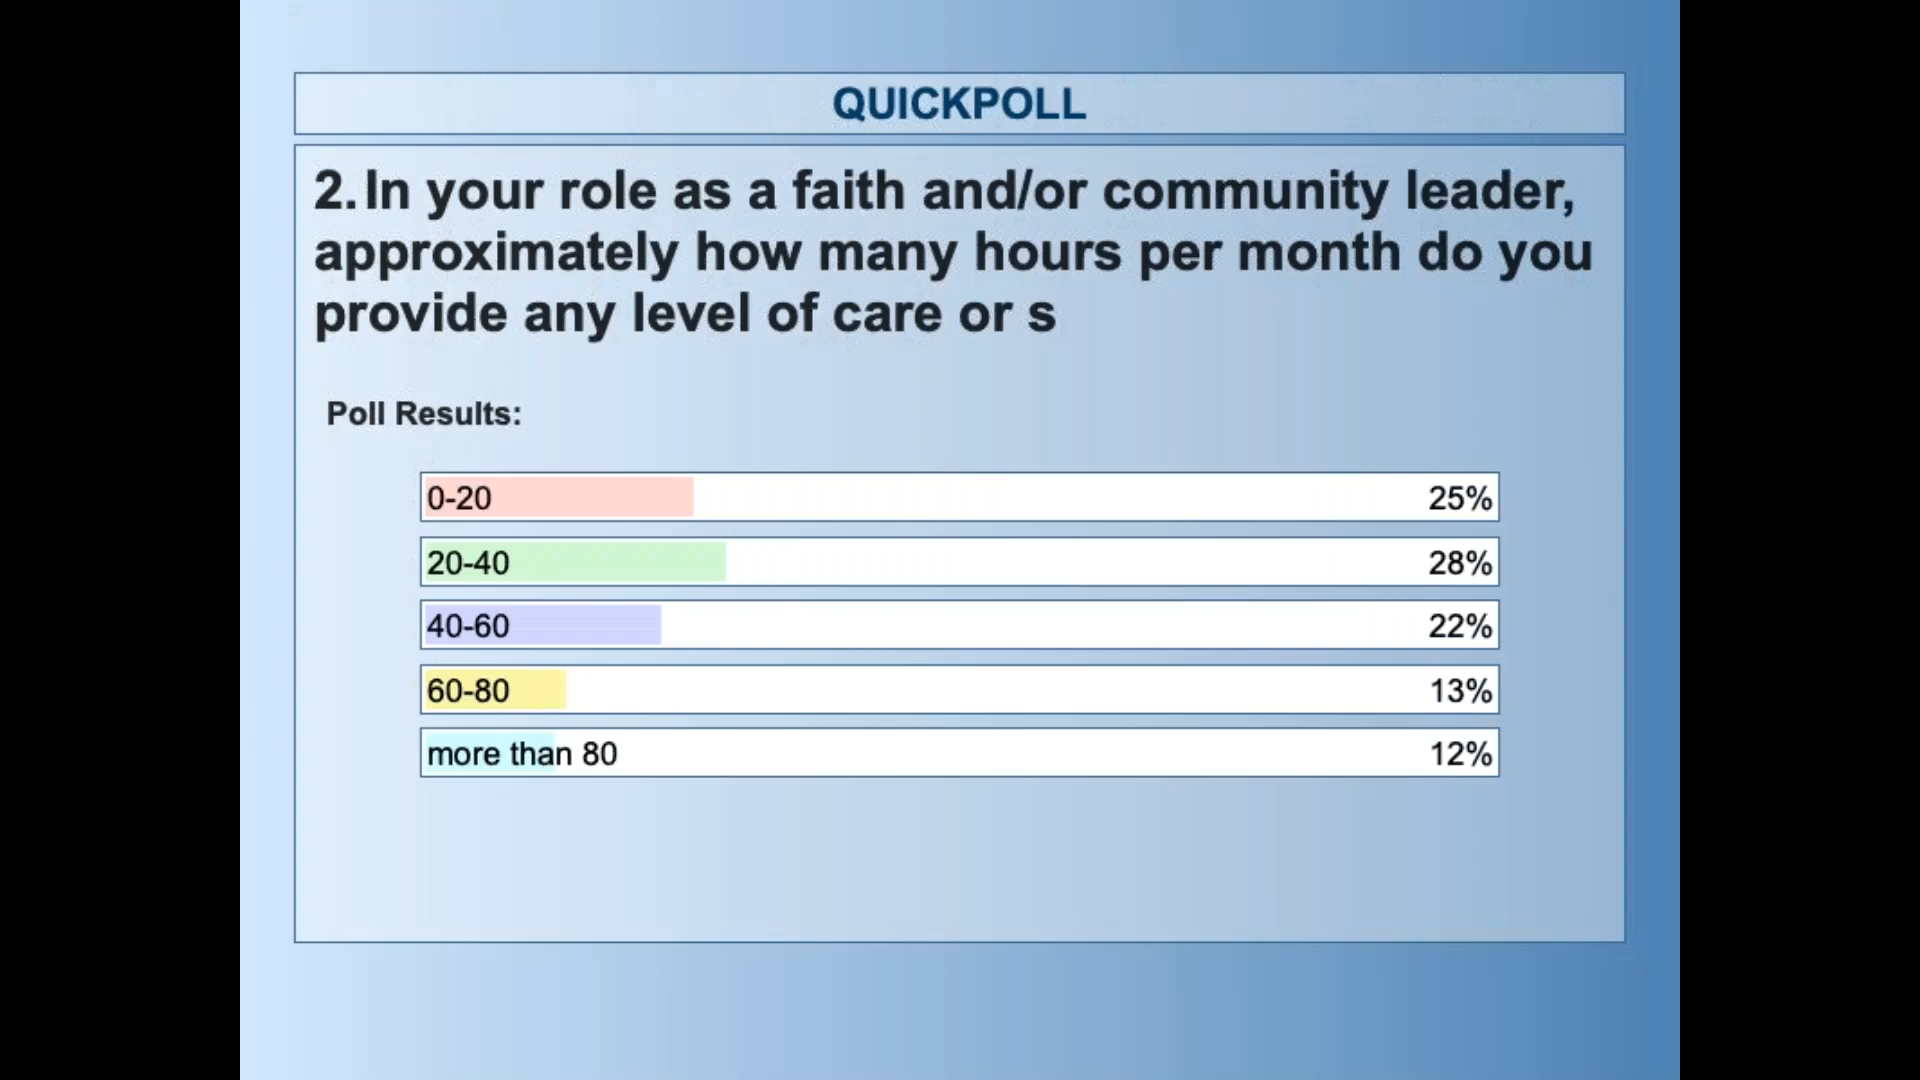 QUICKPOLL
2. In your role as a faith and/or community leader,
approximately how many hours per month do you
provide any level of care or s
Poll Results:
0-20 25%
20-40 28%
40-60 22%
60-80 13%
more than 80 12%